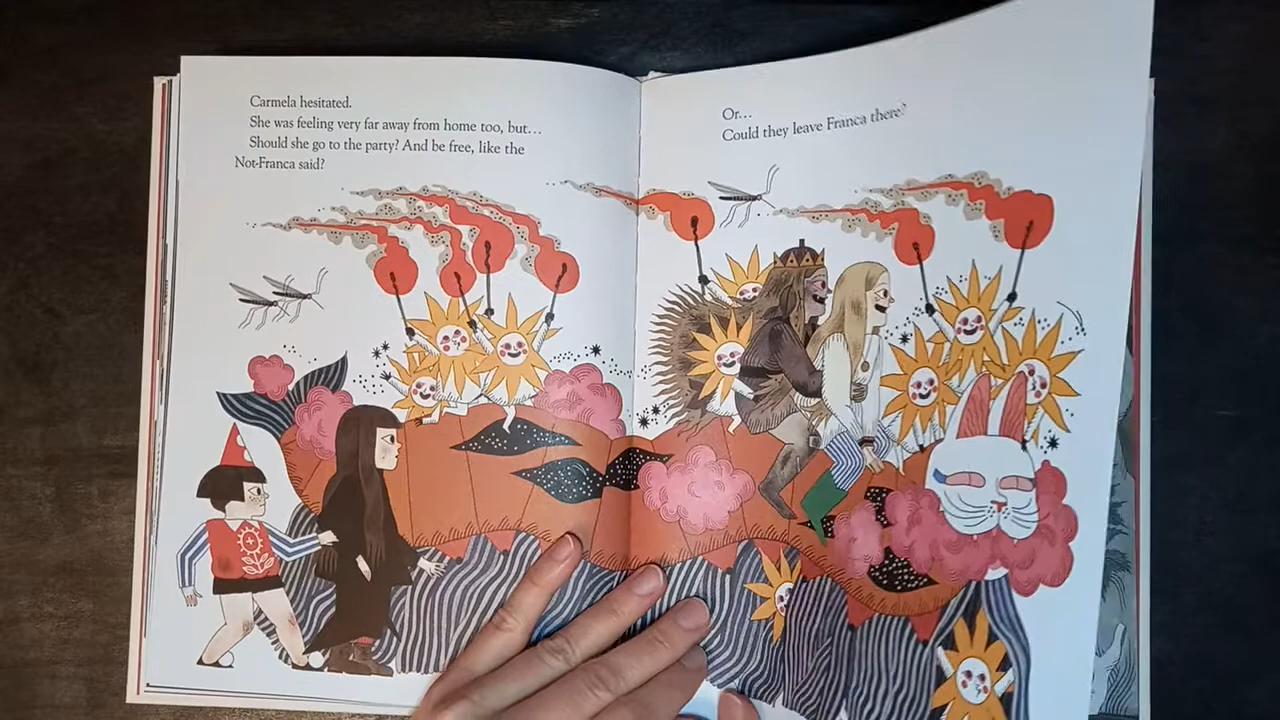 Carmela hesitated.
She was feeling very far away from home too, but…
Should she go to the party? And be free, like the
Not-Franca said?
Or…
Could they leave Franca there?